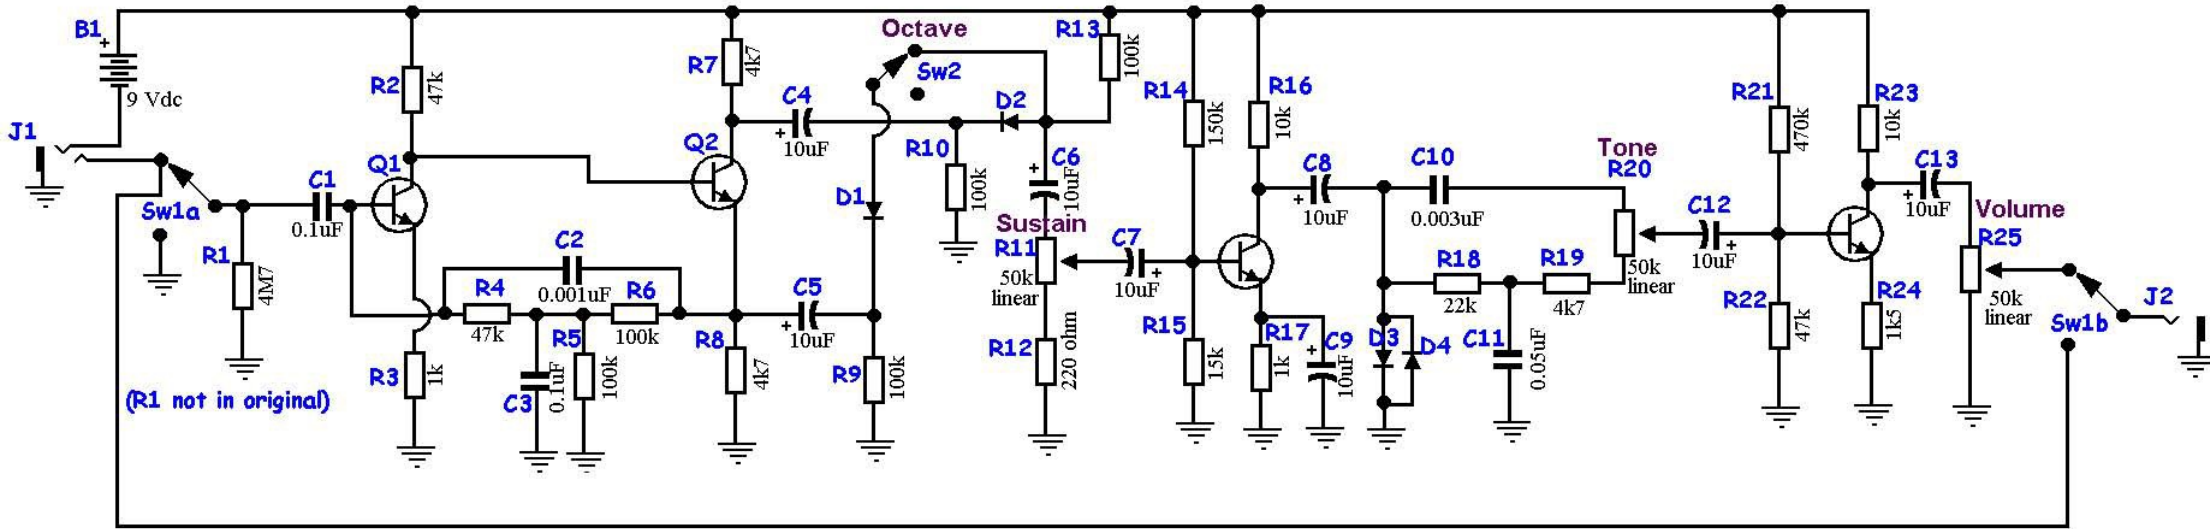 B1
+
9 Vdc
J1
Sw1a
R1
4M7
(R1 not in original)
C1
0.1uF
R2
47k
Q1
R3
1k
C2
0.001uF
R4
47k
C3
0.1uF
R5
100k
R6
100k
R7
4k7
Q2
R8
4k7
C4
+
10uF
C5
+
10uF
Octave
Sw2
D1
R9
100k
R10
100k
D2
R13
100k
C6
+
10uF
Sustain
R11
50k
linear
R12
220 ohm
C7
+
10uF
R14
150k
R15
15k
R16
10k
R17
1k
C9
+
10uF
C8
+
10uF
C10
0.003uF
D3
D4
R18
22k
C11
0.05uF
R19
4k7
Tone
R20
50k
linear
C12
+
10uF
R21
470k
R22
47k
R23
10k
R24
1k5
C13
+
10uF
Volume
R25
50k
linear
Sw1b
J2